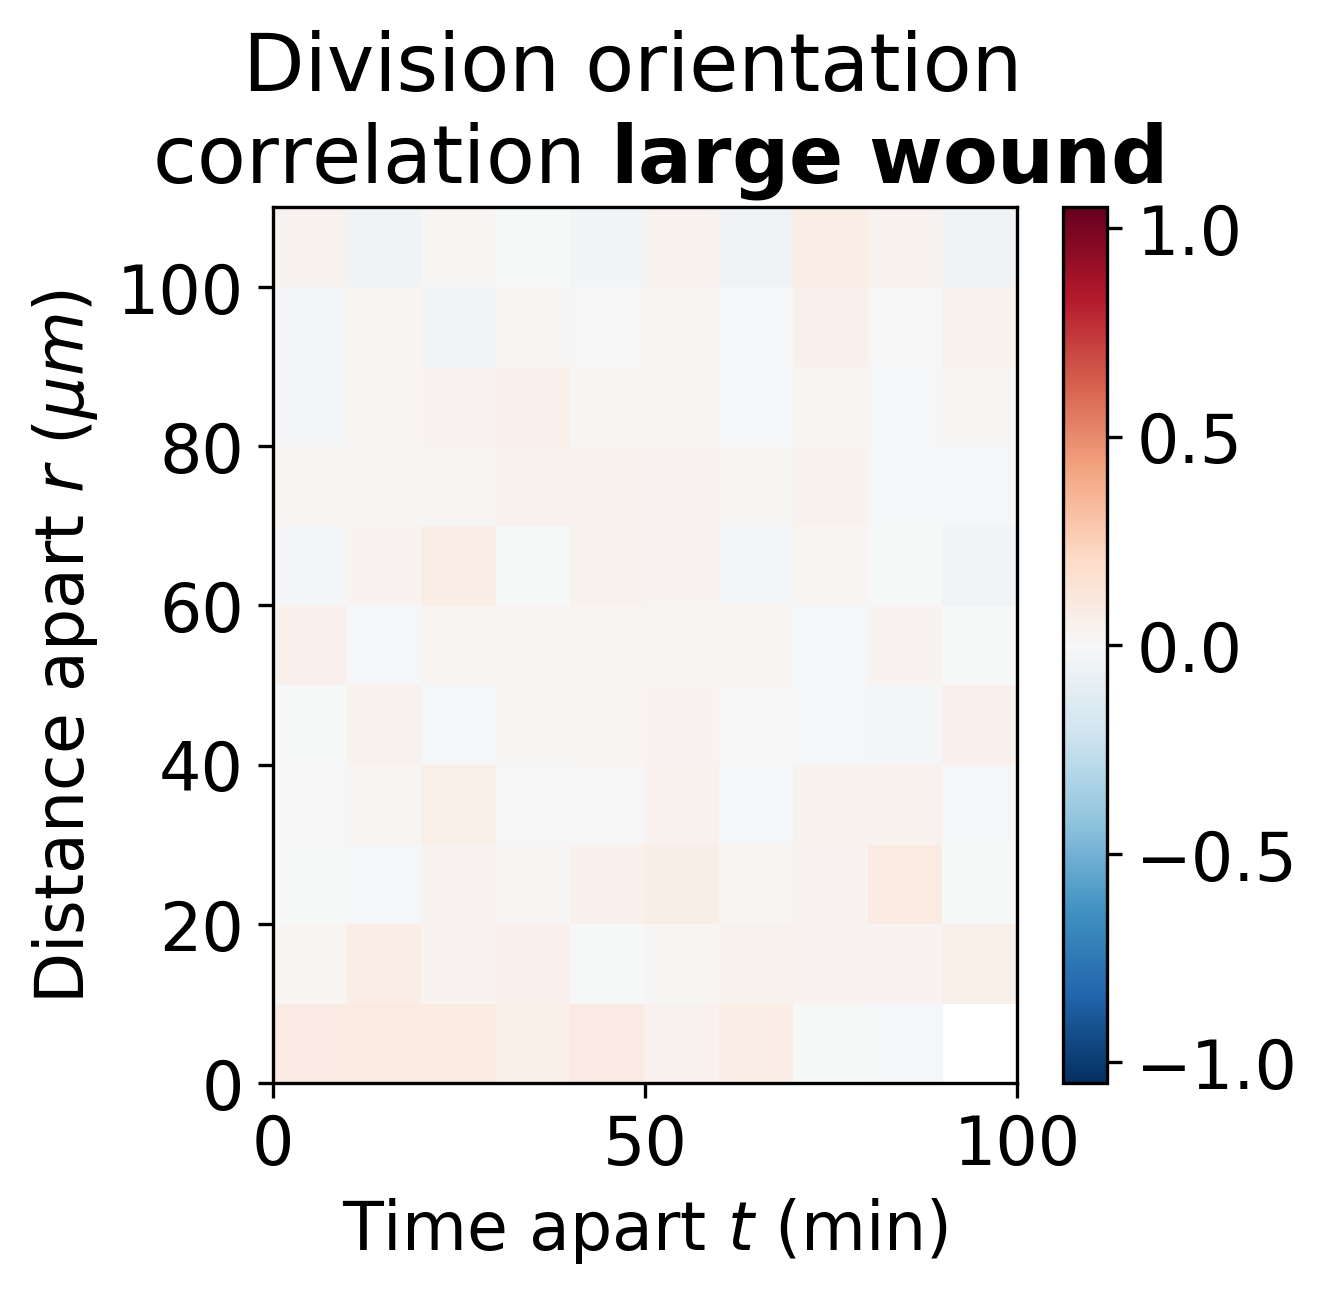 Division orientation
correlation large wound
Distance apart r (μm)
100
80
60
40
20
0
0 50 100
Time apart t (min)
1.0
0.5
0.0
−0.5
−1.0